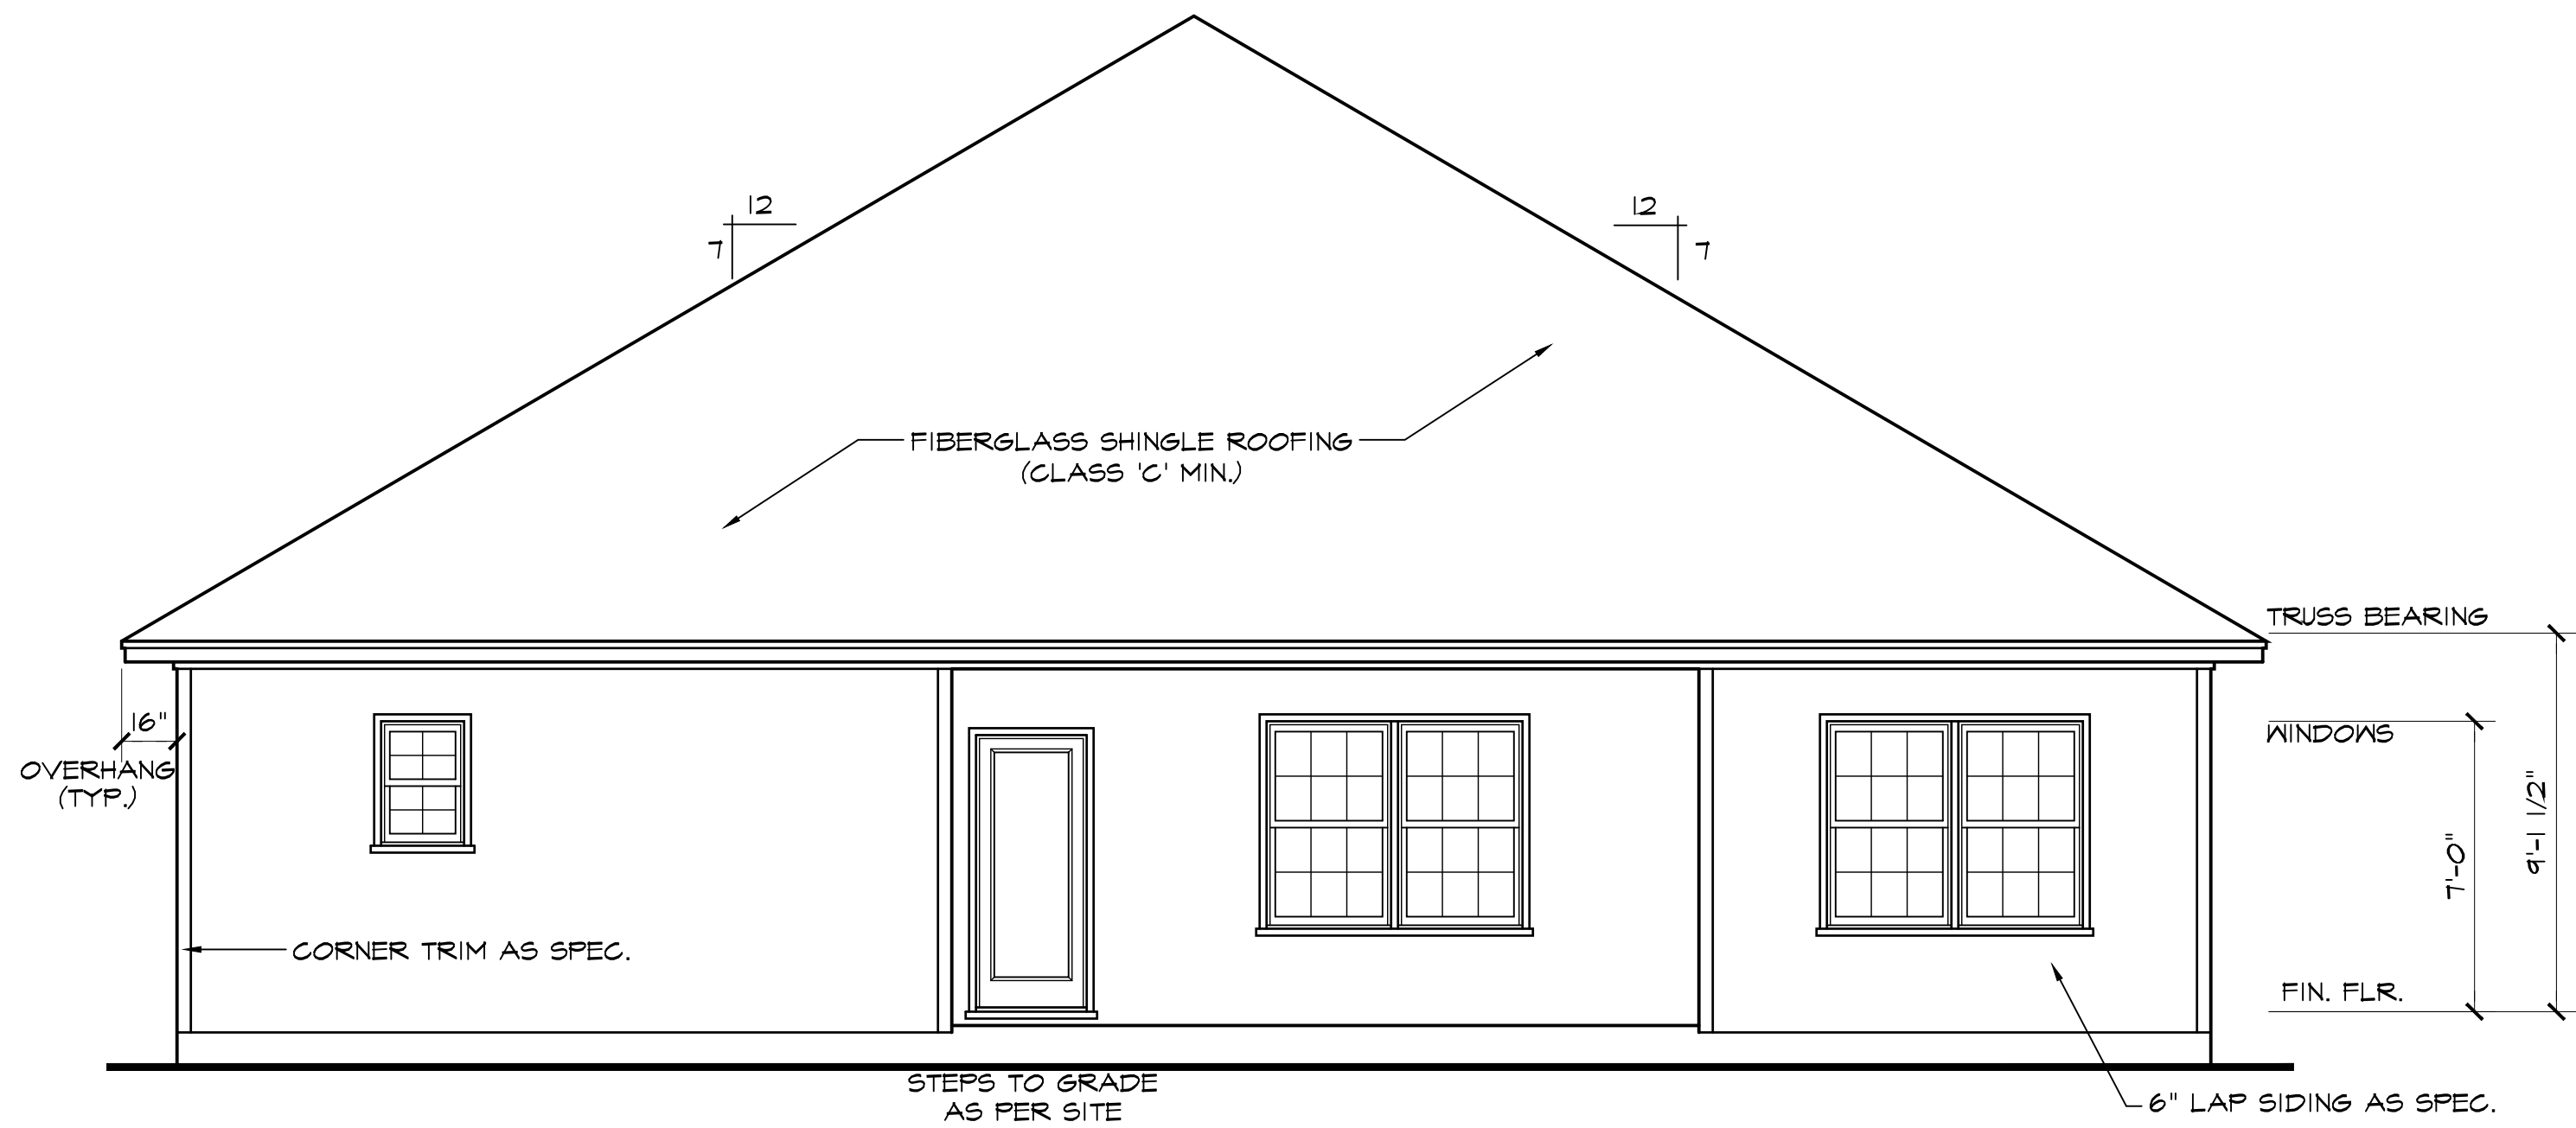 12
7
12
7
FIBERGLASS SHINGLE ROOFING
(CLASS 'C' MIN.)
TRUSS BEARING
16"
OVERHANG
(TYP.)
WINDOWS
7'-0"
9'-1 1/2"
CORNER TRIM AS SPEC.
FIN. FLR.
STEPS TO GRADE
AS PER SITE
6" LAP SIDING AS SPEC.